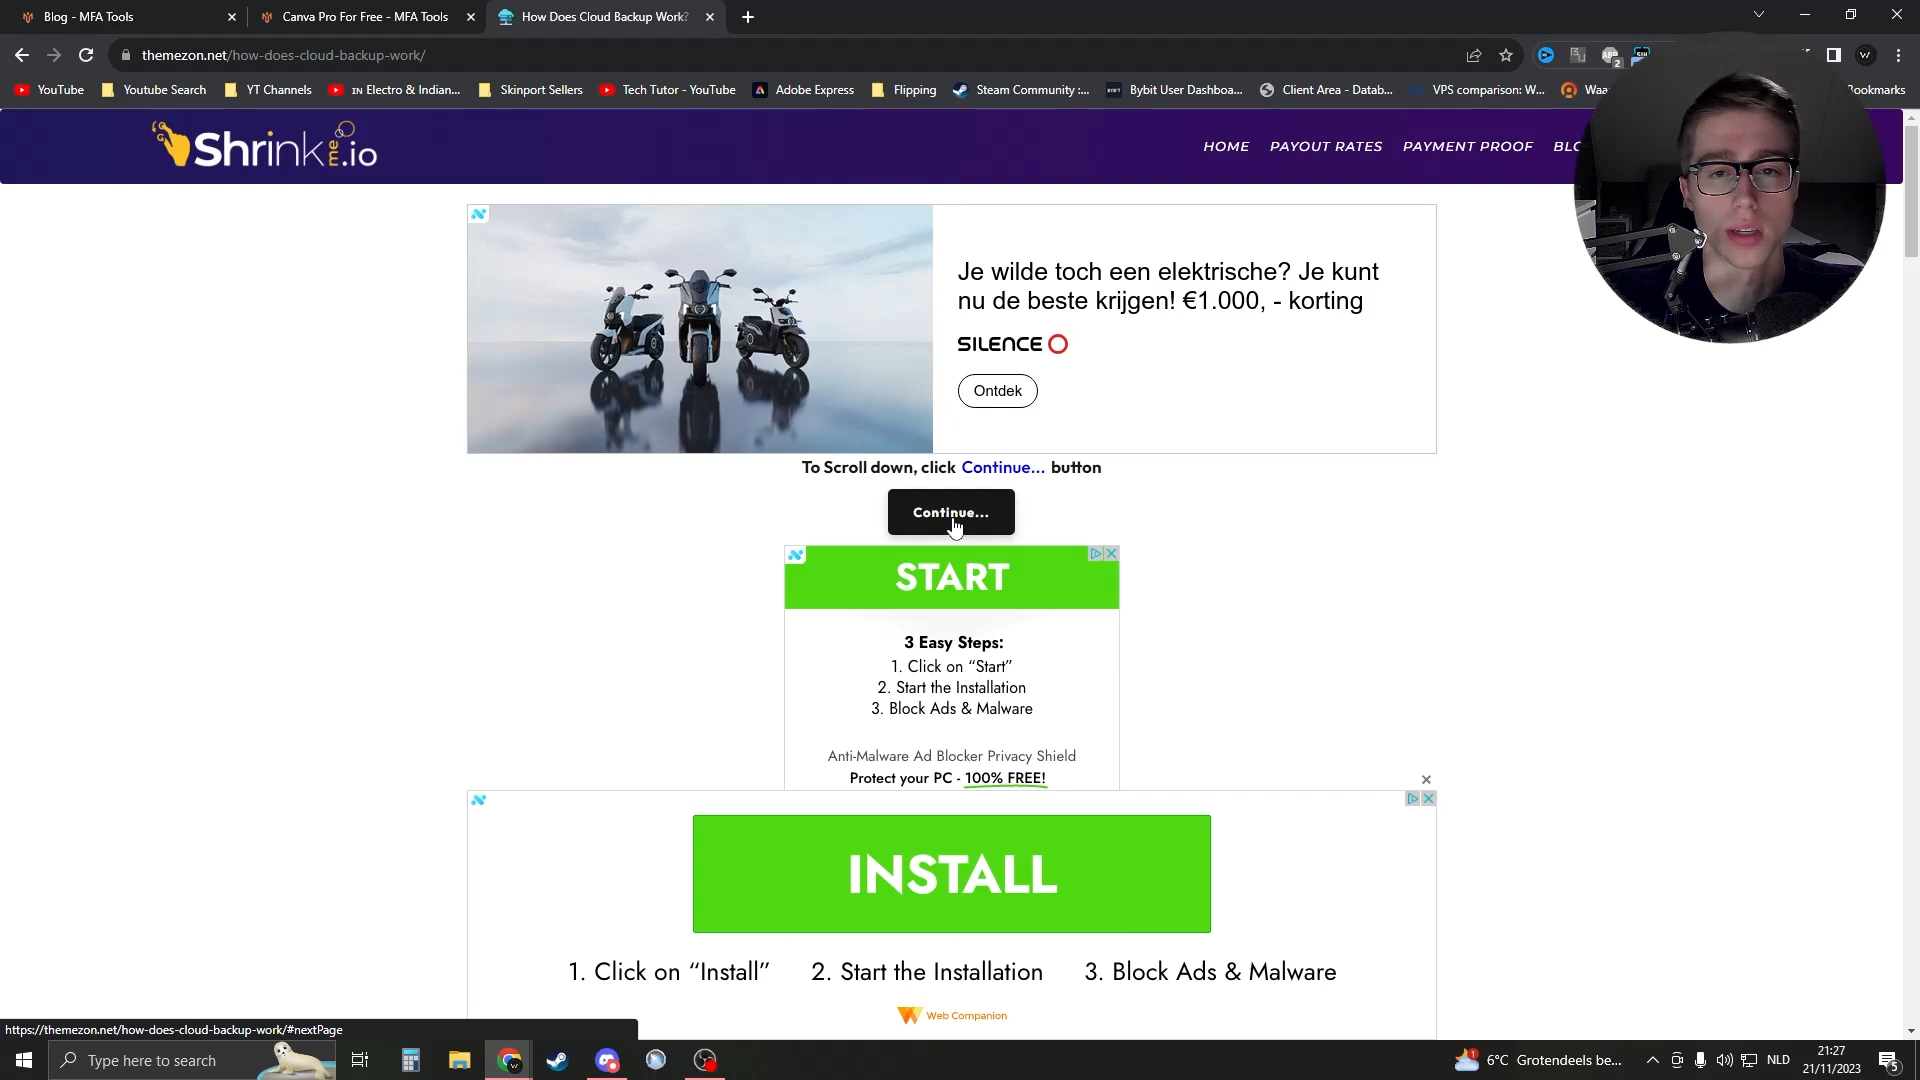 Blog - MFA Tools
Canva Pro For Free - MFA Tools
How Does Cloud Backup Work?
themezon.net/how-does-cloud-backup-work/
ABP
2
YouTube
Youtube Search
YT Channels
IN Electro & Indian...
Skinport Sellers
Tech Tutor - YouTube
Adobe Express
Flipping
Steam Community :...
Bybit User Dashboa...
Client Area - Datab...
VPS comparison: W...
Waa
Bookmarks
Shrinkme.io
HOME
PAYOUT RATES
PAYMENT PROOF
BLO
Je wilde toch een elektrische? Je kunt
nu de beste krijgen! €1.000, - korting
SILENCE
Ontdek
To Scroll down, click Continue... button
Continue...
START
3 Easy Steps:
1. Click on “Start”
2. Start the Installation
3. Block Ads & Malware
Anti-Malware Ad Blocker Privacy Shield
Protect your PC - 100% FREE!
INSTALL
1. Click on “Install”
2. Start the Installation
3. Block Ads & Malware
Web Companion
https://themezon.net/how-does-cloud-backup-work/#nextPage
Type here to search
1
6°C Grotendeels be...
NLD
21:27
21/11/2023
5